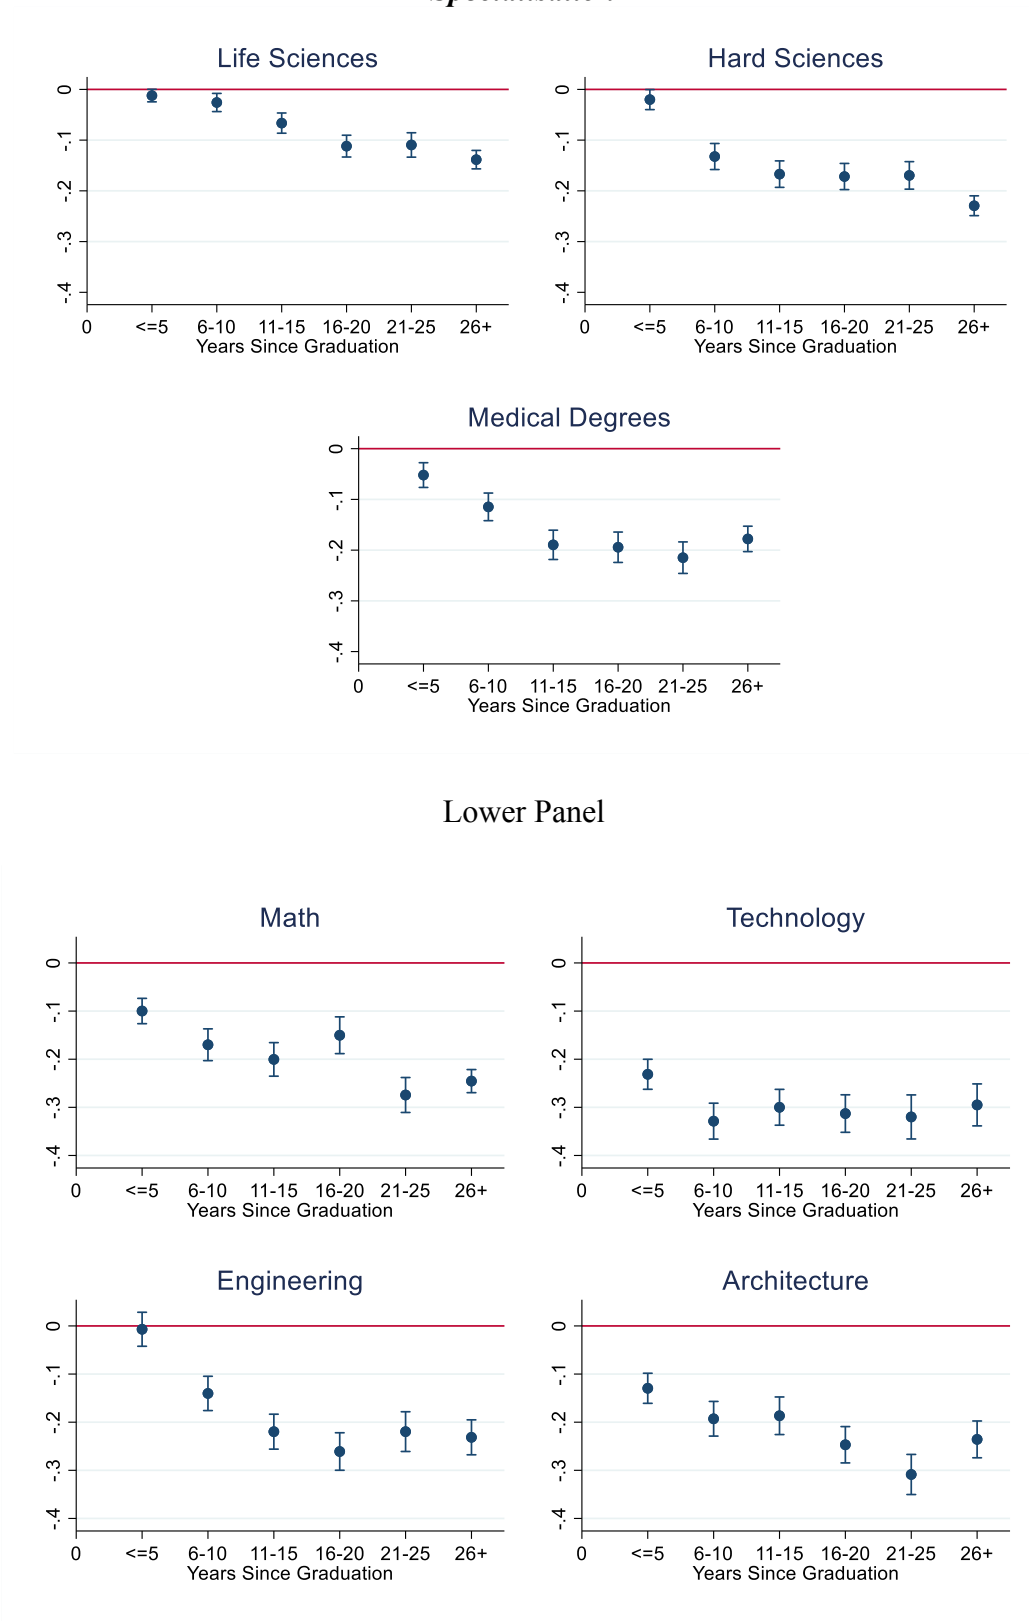 Life Sciences
0
-.1
-.2
-.3
-.4
0 <=5 6-10 11-15 16-20 21-25 26+
Years Since Graduation
Hard Sciences
0
-.1
-.2
-.3
-.4
0 <=5 6-10 11-15 16-20 21-25 26+
Years Since Graduation
Medical Degrees
0
-.1
-.2
-.3
-.4
0 <=5 6-10 11-15 16-20 21-25 26+
Years Since Graduation
Lower Panel
Math
0
-.1
-.2
-.3
-.4
0 <=5 6-10 11-15 16-20 21-25 26+
Years Since Graduation
Technology
0
-.1
-.2
-.3
-.4
0 <=5 6-10 11-15 16-20 21-25 26+
Years Since Graduation
Engineering
0
-.1
-.2
-.3
-.4
0 <=5 6-10 11-15 16-20 21-25 26+
Years Since Graduation
Architecture
0
-.1
-.2
-.3
-.4
0 <=5 6-10 11-15 16-20 21-25 26+
Years Since Graduation